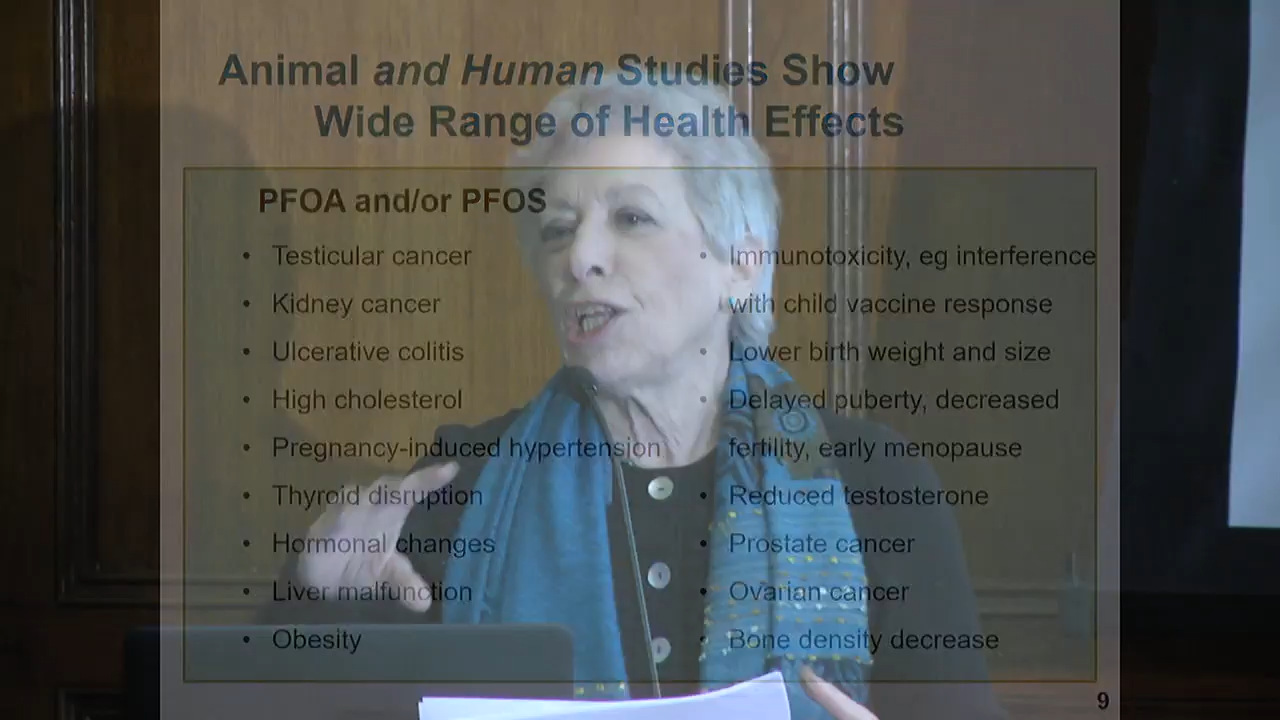 Animal and Human Studies Show
Wide Range of Health Effects
PFOA and/or PFOS
• Testicular cancer
• Kidney cancer
• Ulcerative colitis
• High cholesterol
• Pregnancy-induced hypertension
• Thyroid disruption
• Hormonal changes
• Liver malfunction
• Obesity
• Immunotoxicity, eg interference
with child vaccine response
• Lower birth weight and size
• Delayed puberty, decreased
fertility, early menopause
• Reduced testosterone
• Prostate cancer
• Ovarian cancer
• Bone density decrease
9